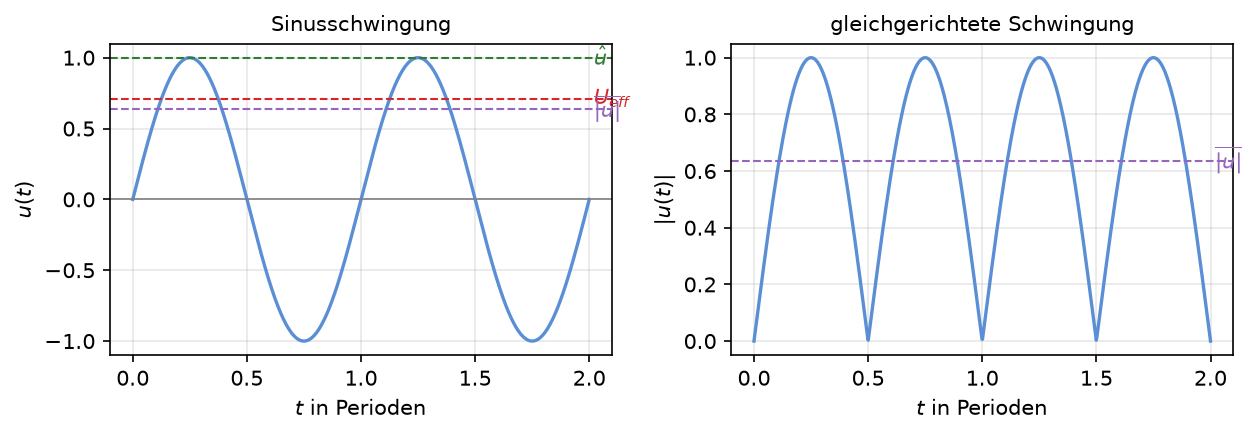 Sinusschwingung
u(t)
1.0
0.5
0.0
−0.5
−1.0
û
U_eff
|u|̅
0.0 0.5 1.0 1.5 2.0
t in Perioden
gleichgerichtete Schwingung
|u(t)|
1.0
0.8
0.6
0.4
0.2
0.0
|u|̅
0.0 0.5 1.0 1.5 2.0
t in Perioden